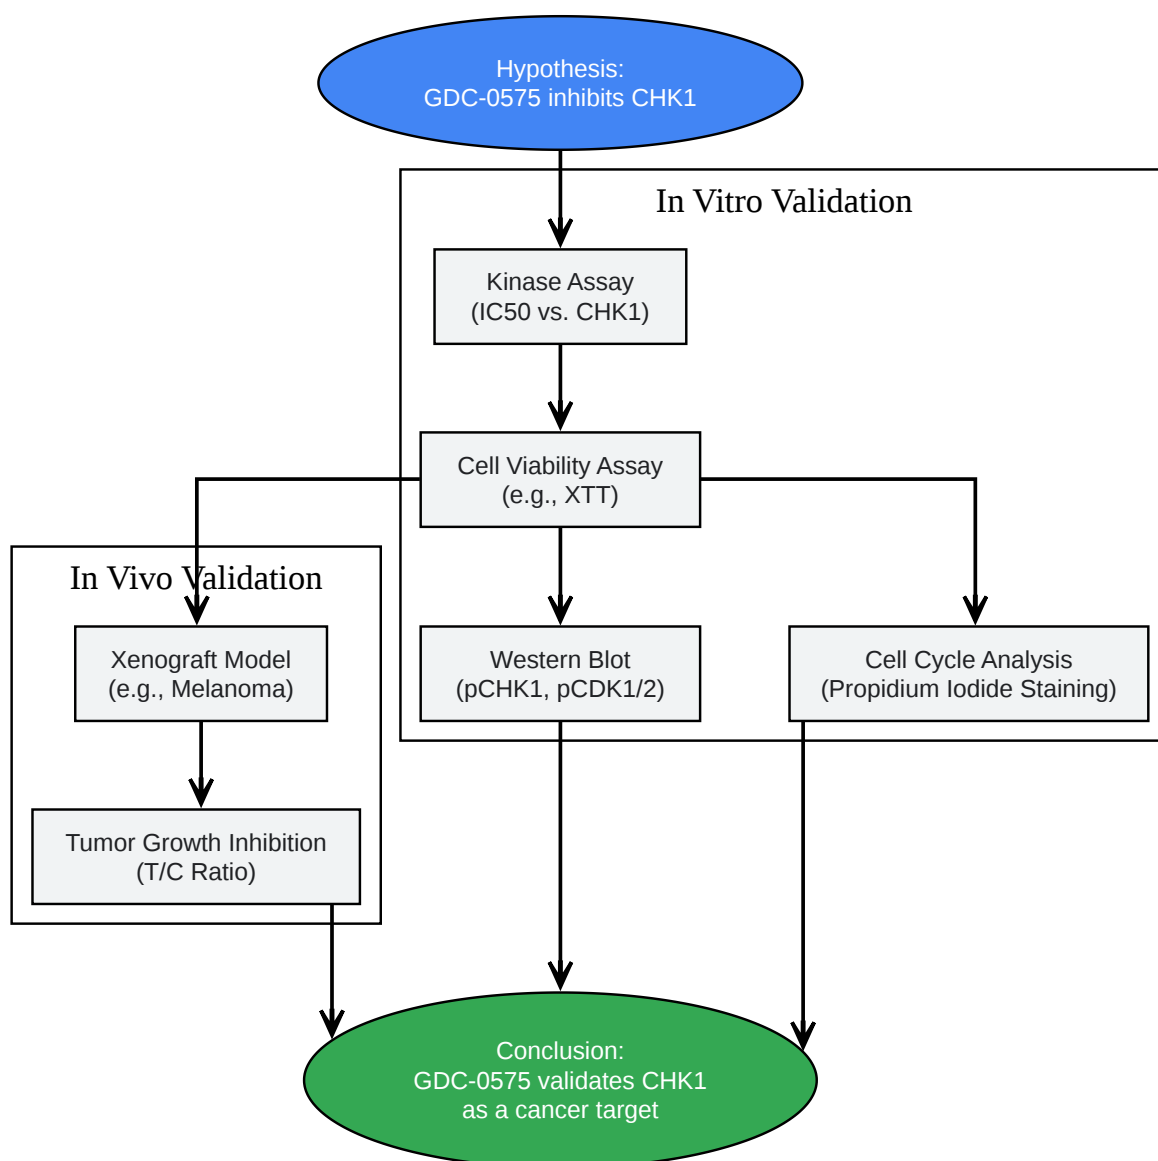 Hypothesis:
GDC-0575 inhibits CHK1
In Vitro Validation
Kinase Assay
(IC50 vs. CHK1)
Cell Viability Assay
(e.g., XTT)
In Vivo Validation
Xenograft Model
(e.g., Melanoma)
Western Blot
(pCHK1, pCDK1/2)
Cell Cycle Analysis
(Propidium Iodide Staining)
Tumor Growth Inhibition
(T/C Ratio)
Conclusion:
GDC-0575 validates CHK1
as a cancer target